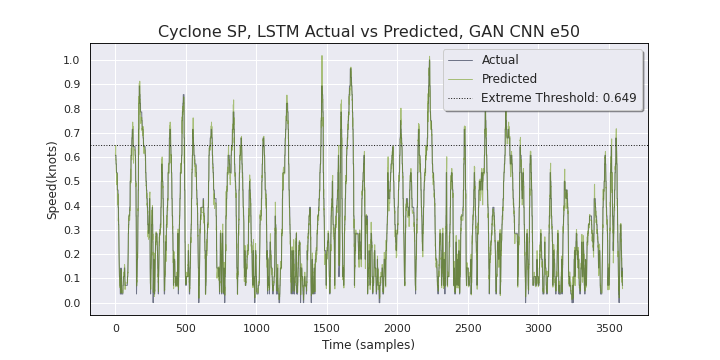 Cyclone SP, LSTM Actual vs Predicted, GAN CNN e50
Actual
Predicted
Extreme Threshold: 0.649
1.0
0.9
0.8
0.7
0.6
0.5
0.4
0.3
0.2
0.1
0.0
Speed(knots)
0 500 1000 1500 2000 2500 3000 3500
Time (samples)